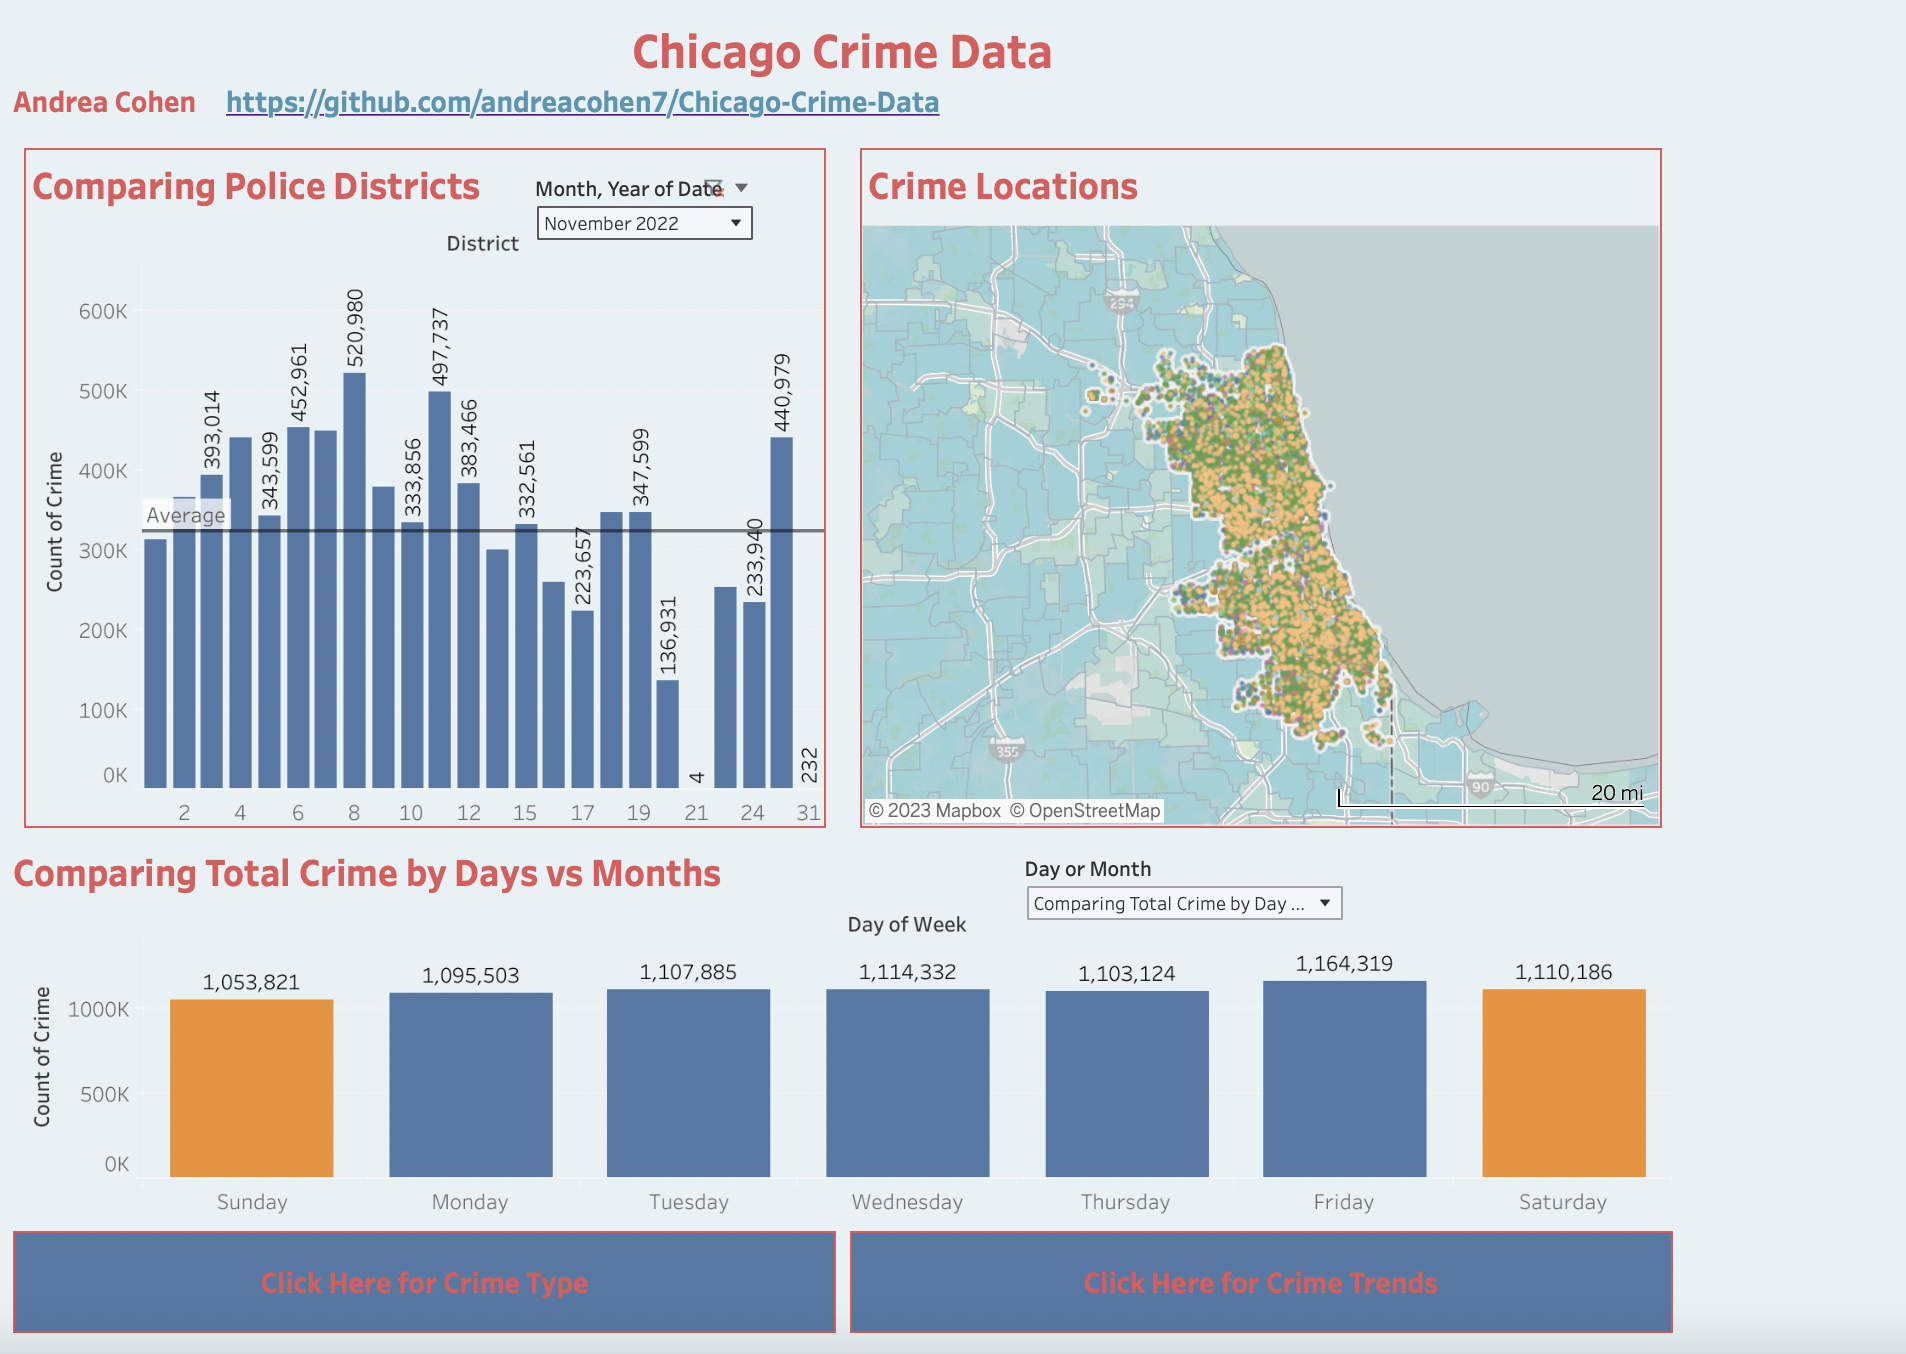 Chicago Crime Data
Andrea Cohen https://github.com/andreacohen7/Chicago-Crime-Data
Comparing Police Districts
Month, Year of Date
November 2022
District
Count of Crime
600K
500K
400K
300K
200K
100K
0K
Average
393,014
343,599
452,961
520,980
333,856
497,737
383,466
332,561
223,657
347,599
136,931
4
233,940
440,979
232
2 4 6 8 10 12 15 17 19 21 24 31
Crime Locations
294
355
90
20 mi
© 2023 Mapbox © OpenStreetMap
Comparing Total Crime by Days vs Months
Day or Month
Comparing Total Crime by Day ...
Day of Week
Count of Crime
1000K
500K
0K
1,053,821 1,095,503 1,107,885 1,114,332 1,103,124 1,164,319 1,110,186
Sunday Monday Tuesday Wednesday Thursday Friday Saturday
Click Here for Crime Type
Click Here for Crime Trends